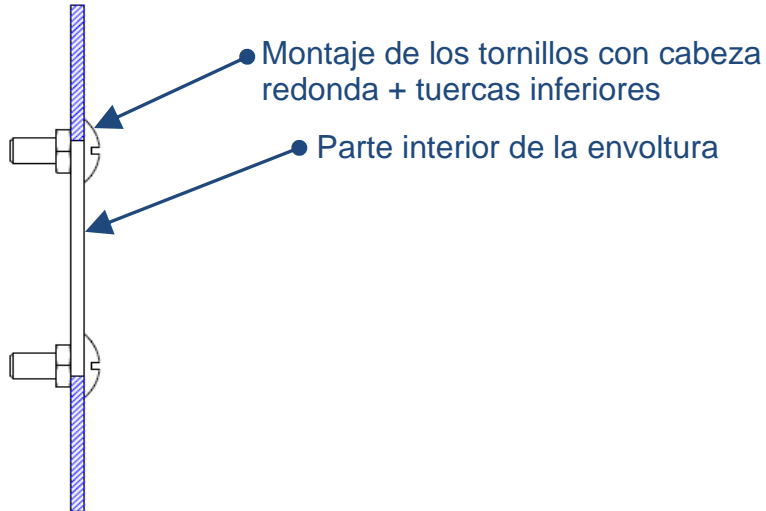 Montaje de los tornillos con cabeza
redonda + tuercas inferiores
Parte interior de la envoltura